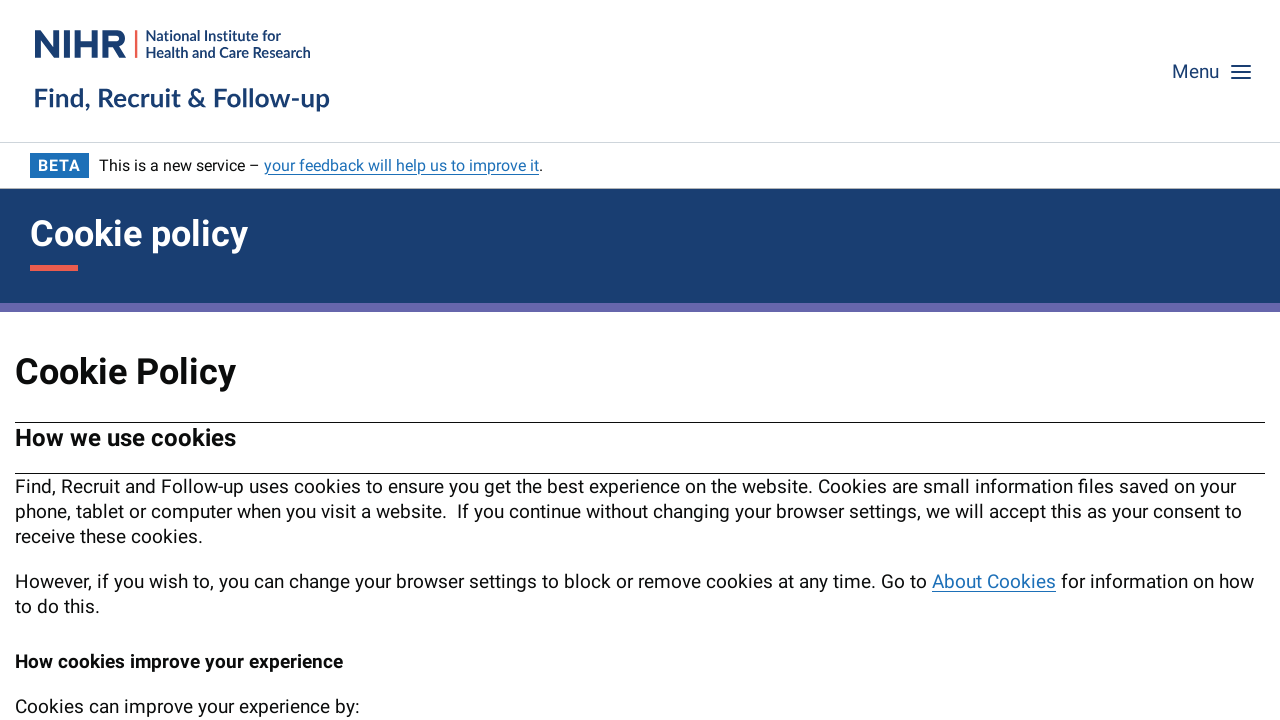 NIHR National Institute for
Health and Care Research
Find, Recruit & Follow-up
Menu
BETA This is a new service – your feedback will help us to improve it.
Cookie policy
Cookie Policy
How we use cookies
Find, Recruit and Follow-up uses cookies to ensure you get the best experience on the website. Cookies are small information files saved on your
phone, tablet or computer when you visit a website.  If you continue without changing your browser settings, we will accept this as your consent to
receive these cookies.
However, if you wish to, you can change your browser settings to block or remove cookies at any time. Go to About Cookies for information on how
to do this.
How cookies improve your experience
Cookies can improve your experience by: